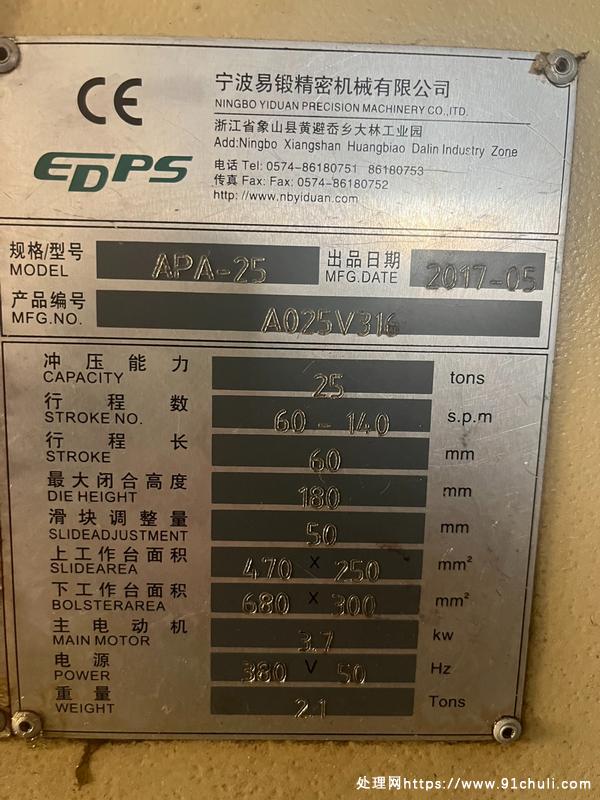 CE
EDPS
宁波易锻精密机械有限公司
NINGBO YIDUAN PRECISION MACHINERY CO.,lTD.
浙江省象山县黄避岙乡大林工业园
Add:Ningbo Xiangshan Huangbiao Dalin Industry Zone
电话 Tel: 0574-86180751 86180753
传真 Fax: Fax: 0574-86180752
http://www.nbyiduan.com
规格/型号 APA-25 出品日期 2017-05
MODEL MFG.DATE
产品编号 A025V316
MFG.NO.
冲压能力 25 tons
CAPACITY
行程数 60-140 s.p.m
STROKE NO.
行程长 60 mm
STROKE
最大闭合高度 180 mm
DIE HEIGHT
滑块调整量 50 mm
SLIDEADJUSTMENT
上工作台面积 470 X 250 mm²
SLIDEAREA
下工作台面积 680 X 300 mm²
BOLSTERAREA
主电动机 3.7 kw
MAIN MOTOR
电源 380 V 50 Hz
POWER
重量 2.1 Tons
WEIGHT
处理网https://www.91chuli.com